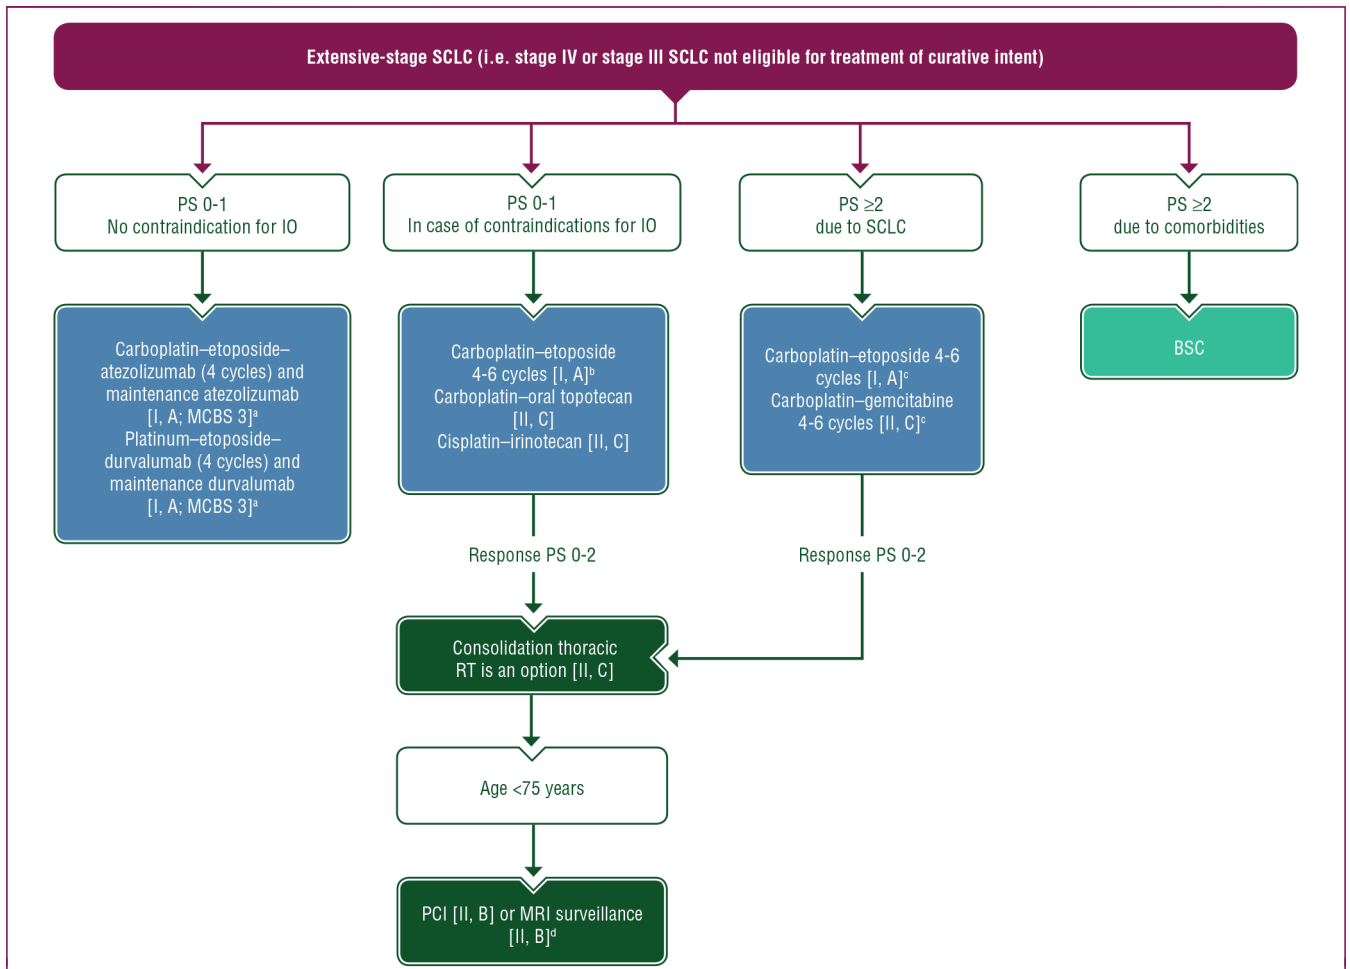 Extensive-stage SCLC (i.e. stage IV or stage III SCLC not eligible for treatment of curative intent)
PS 0-1
No contraindication for IO
PS 0-1
In case of contraindications for IO
PS ≥2
due to SCLC
PS ≥2
due to comorbidities
Carboplatin–etoposide–
atezolizumab (4 cycles) and
maintenance atezolizumab
[I, A; MCBS 3]ᵃ
Platinum–etoposide–
durvalumab (4 cycles) and
maintenance durvalumab
[I, A; MCBS 3]ᵃ
Carboplatin–etoposide
4-6 cycles [I, A]ᵇ
Carboplatin–oral topotecan
[II, C]
Cisplatin–irinotecan [II, C]
Carboplatin–etoposide 4-6
cycles [I, A]ᶜ
Carboplatin–gemcitabine
4-6 cycles [II, C]ᶜ
BSC
Response PS 0-2
Response PS 0-2
Consolidation thoracic
RT is an option [II, C]
Age <75 years
PCI [II, B] or MRI surveillance
[II, B]ᵈ